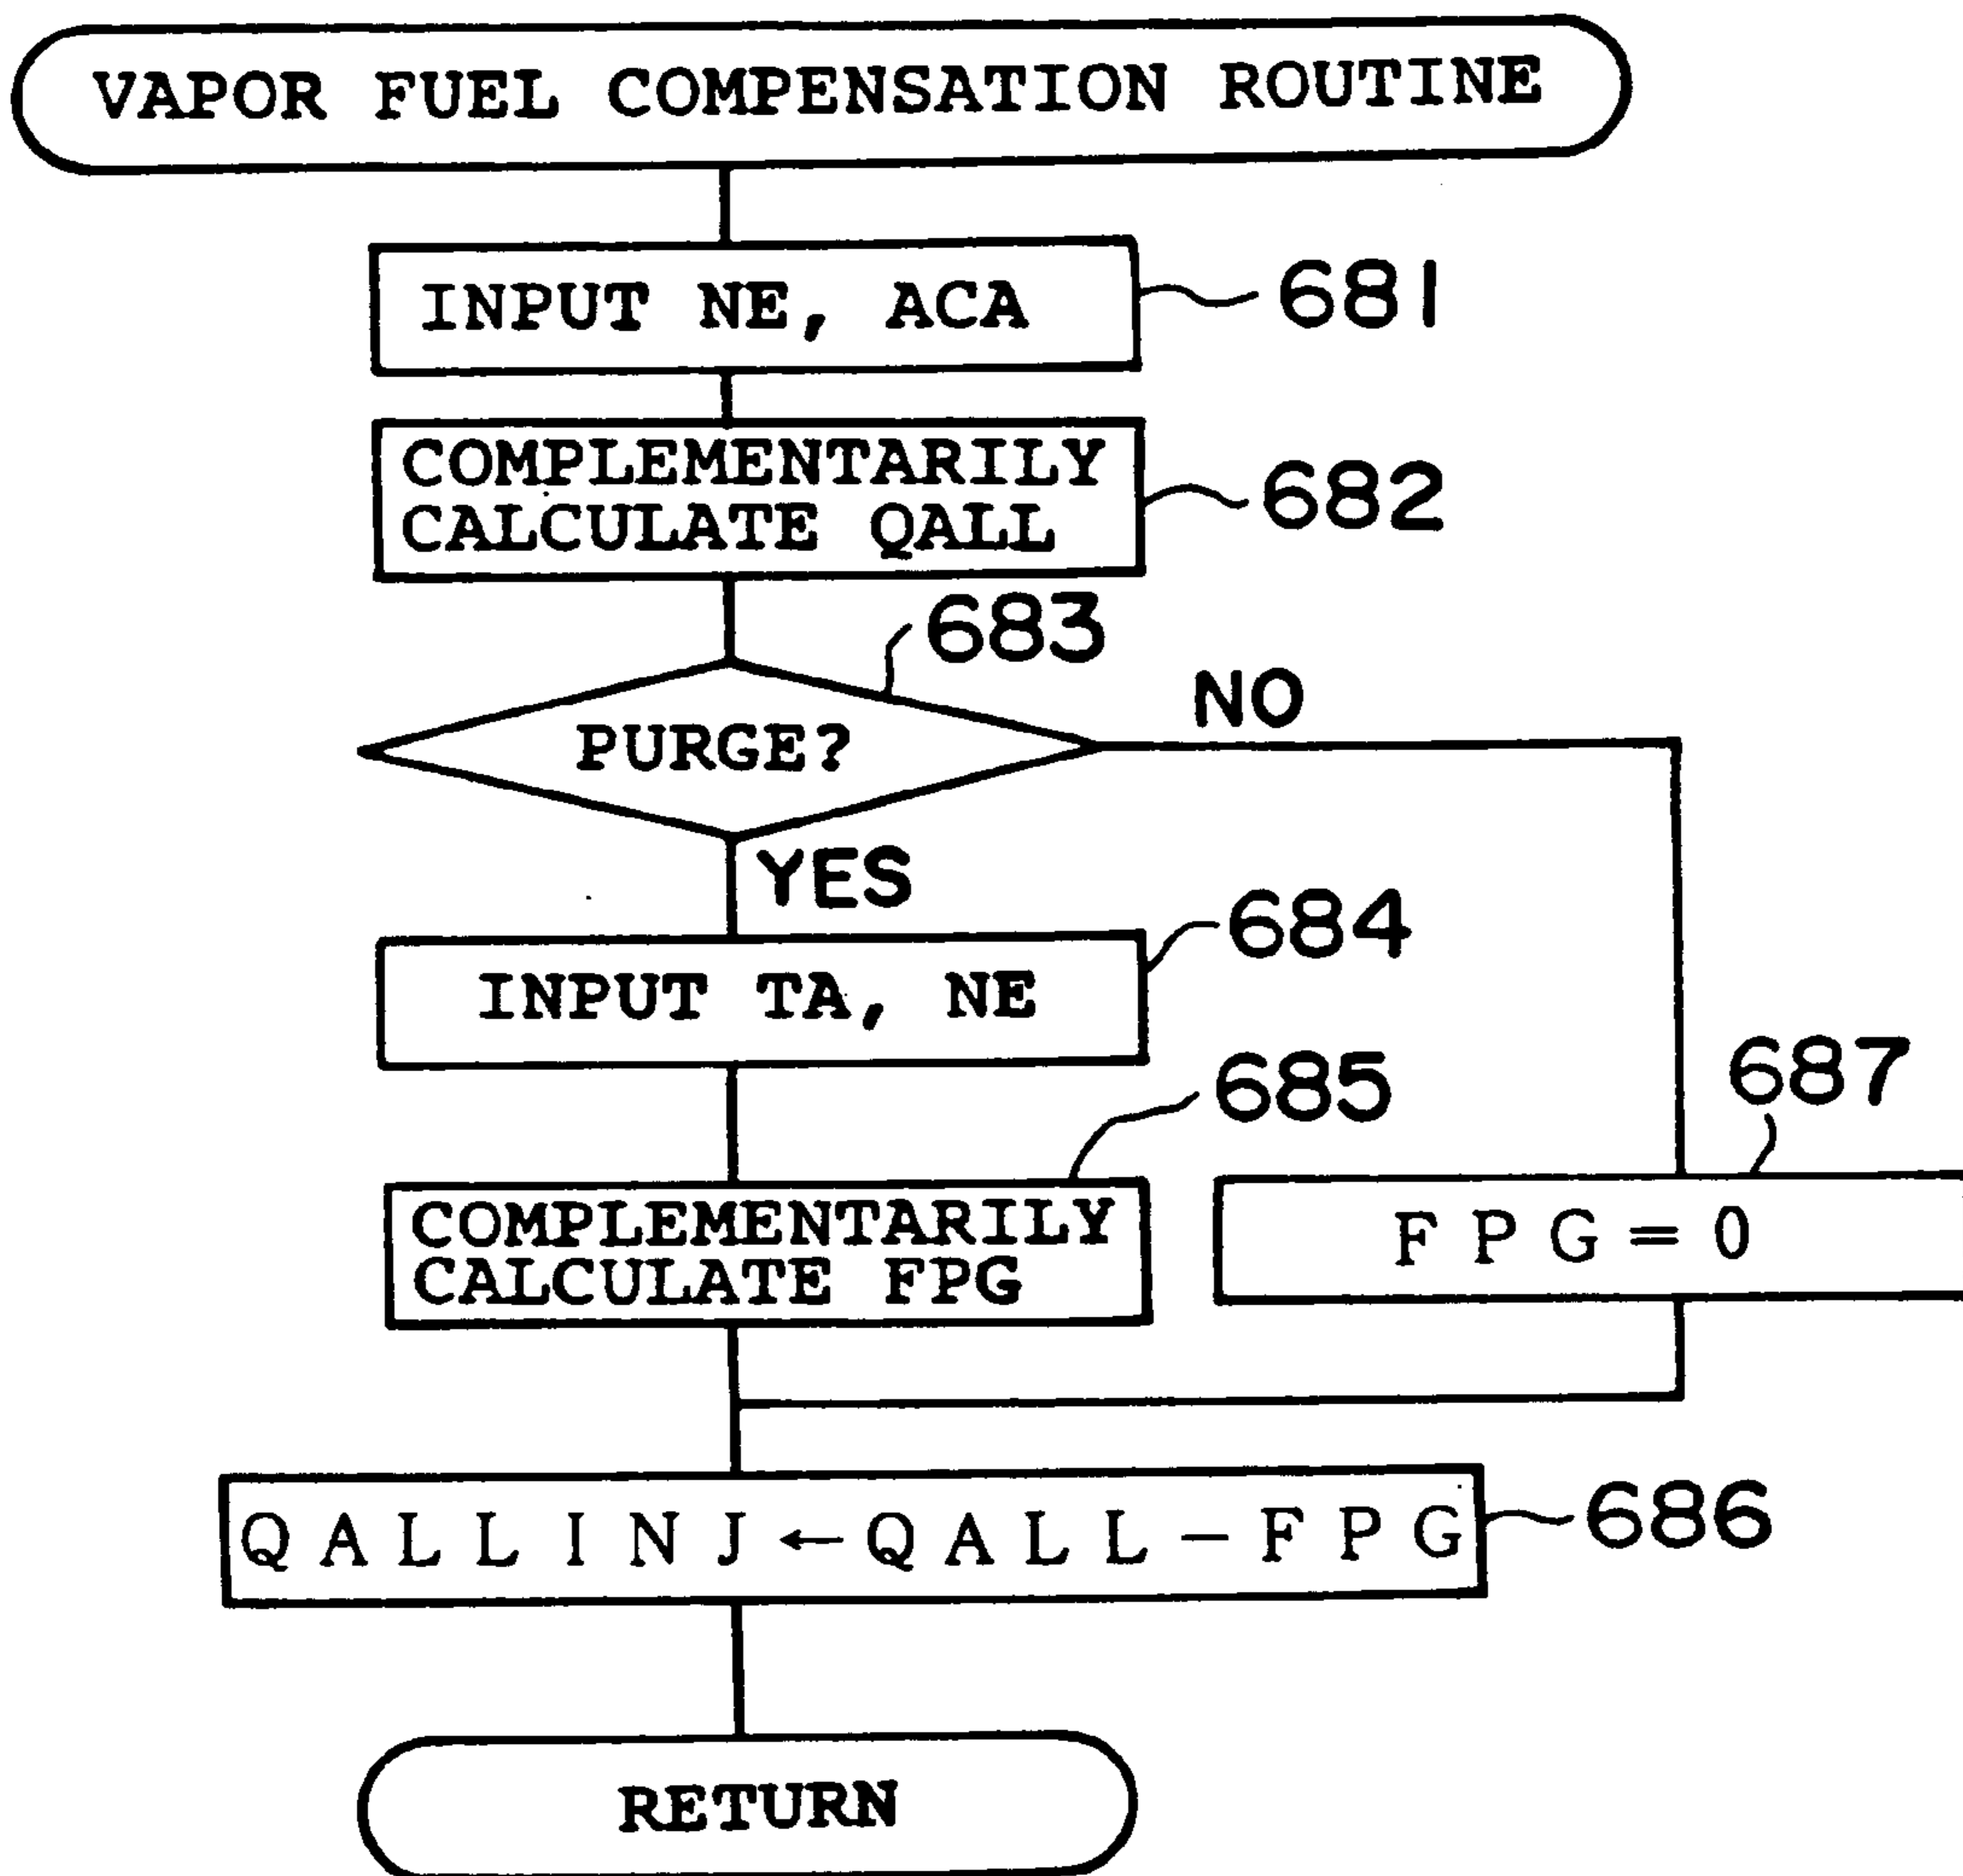 VAPOR FUEL COMPENSATION ROUTINE
INPUT NE, ACA
681
COMPLEMENTARILY
CALCULATE QALL
682
683
PURGE?
NO
YES
684
INPUT TA, NE
685
687
COMPLEMENTARILY
CALCULATE FPG
FPG=0
QALLINJ←QALL-FPG
686
RETURN